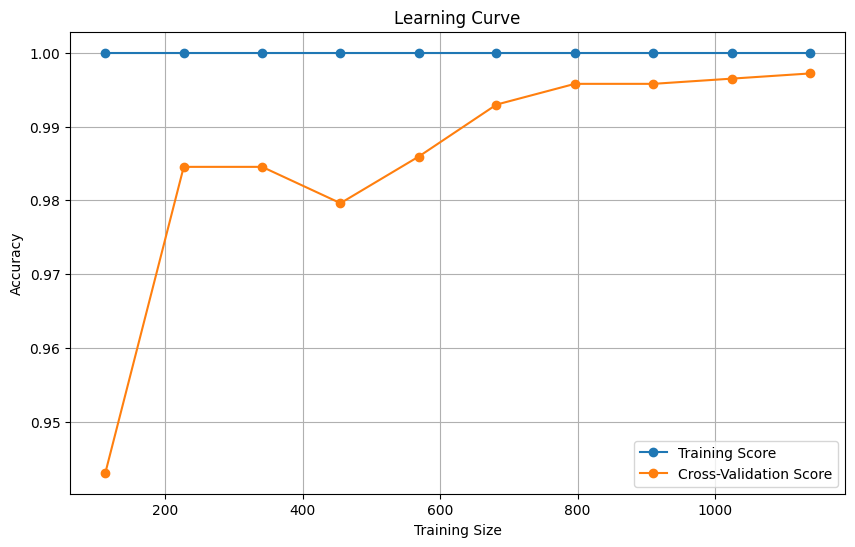 Learning Curve
1.00
0.99
0.98
0.97
0.96
0.95
Accuracy
200 400 600 800 1000
Training Size
Training Score
Cross-Validation Score